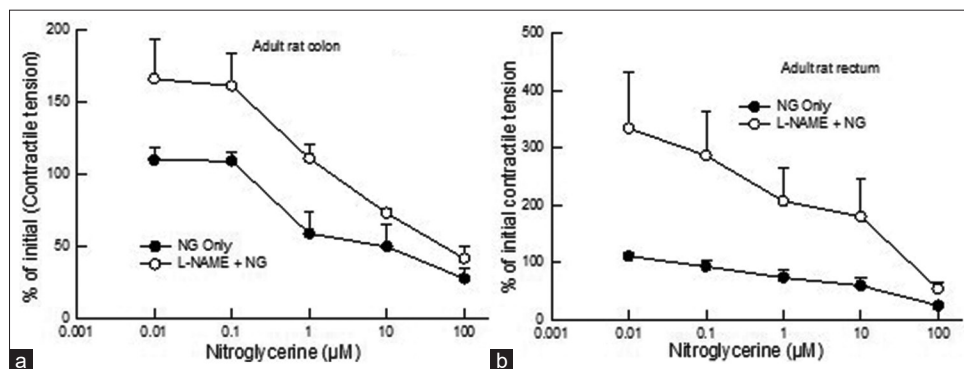 % of initial (Contractile tension)
200
150
100
50
0
Adult rat colon
NG Only
L-NAME + NG
0.001 0.01 0.1 1 10 100
Nitroglycerine (µM)
a
% of initial contractile tension
500
400
300
200
100
0
Adult rat rectum
NG Only
L-NAME + NG
0.001 0.01 0.1 1 10 100
Nitroglycerine (µM)
b